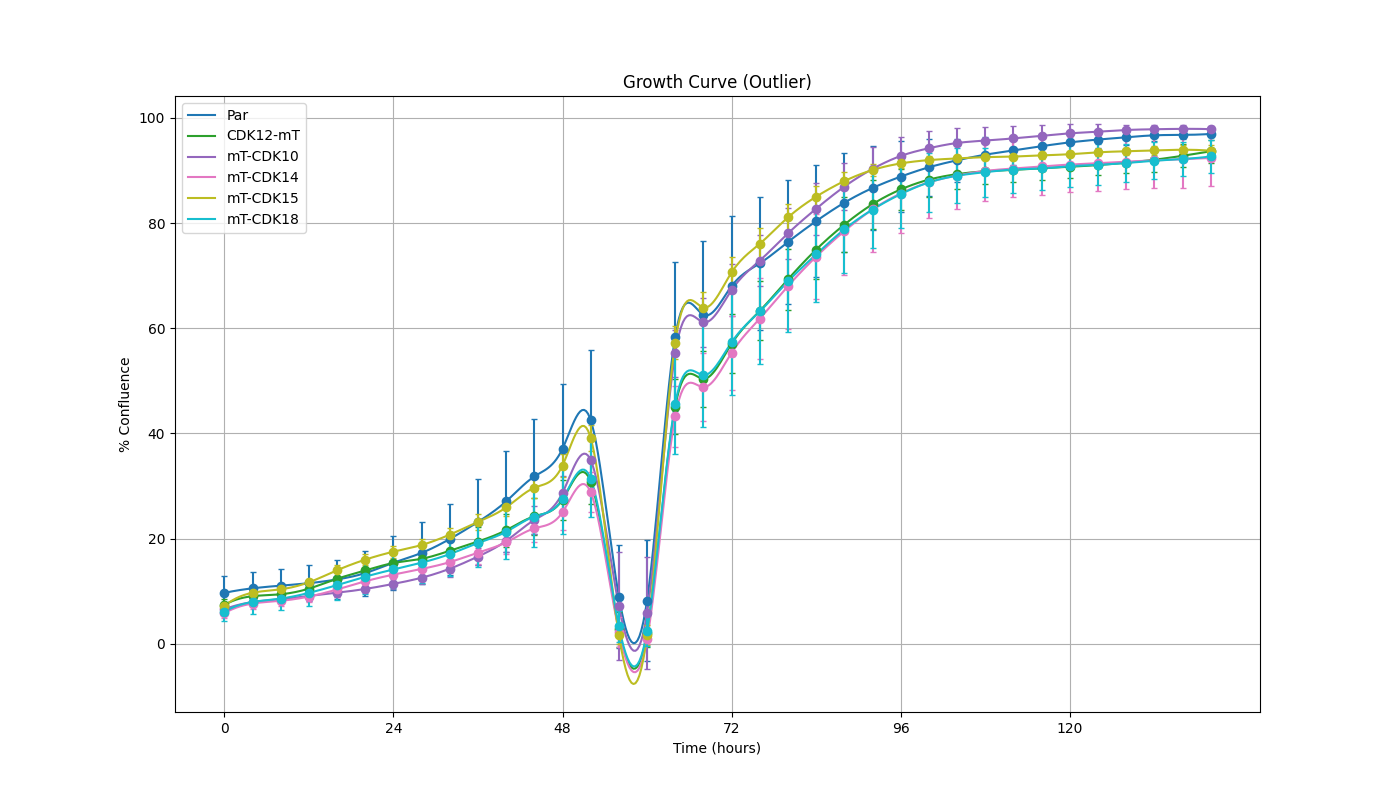 Growth Curve (Outlier)
Par
CDK12-mT
mT-CDK10
mT-CDK14
mT-CDK15
mT-CDK18
100
80
60
40
20
0
% Confluence
0 24 48 72 96 120
Time (hours)